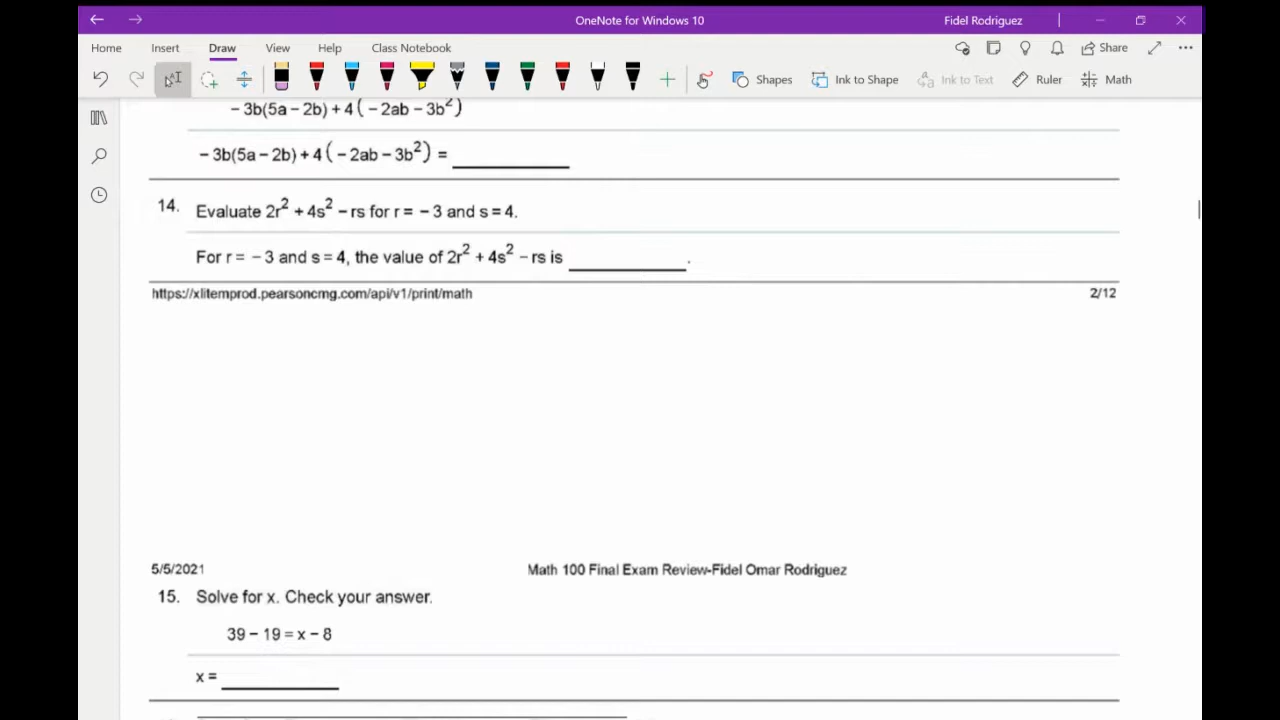 OneNote for Windows 10
Fidel Rodriguez
Home Insert Draw View Help Class Notebook Share
Shapes Ink to Shape Ink to Text Ruler Math
− 3b(5a − 2b) + 4(− 2ab − 3b²)
− 3b(5a − 2b) + 4(− 2ab − 3b²) = ________
14. Evaluate 2r² + 4s² − rs for r = − 3 and s = 4.
For r = − 3 and s = 4, the value of 2r² + 4s² − rs is ________.
https://xlitemprod.pearsoncmg.com/api/v1/print/math 2/12
5/5/2021 Math 100 Final Exam Review-Fidel Omar Rodriguez
15. Solve for x. Check your answer.
39 − 19 = x − 8
x = ________